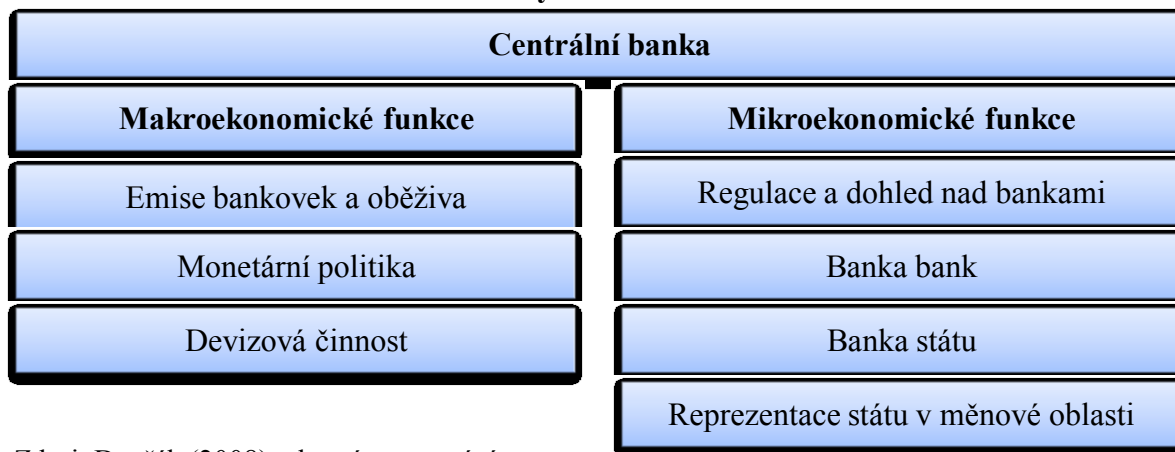 Centrální banka
Makroekonomické funkce
Emise bankovek a oběživa
Monetární politika
Devizová činnost
Mikroekonomické funkce
Regulace a dohled nad bankami
Banka bank
Banka státu
Reprezentace státu v měnové oblasti